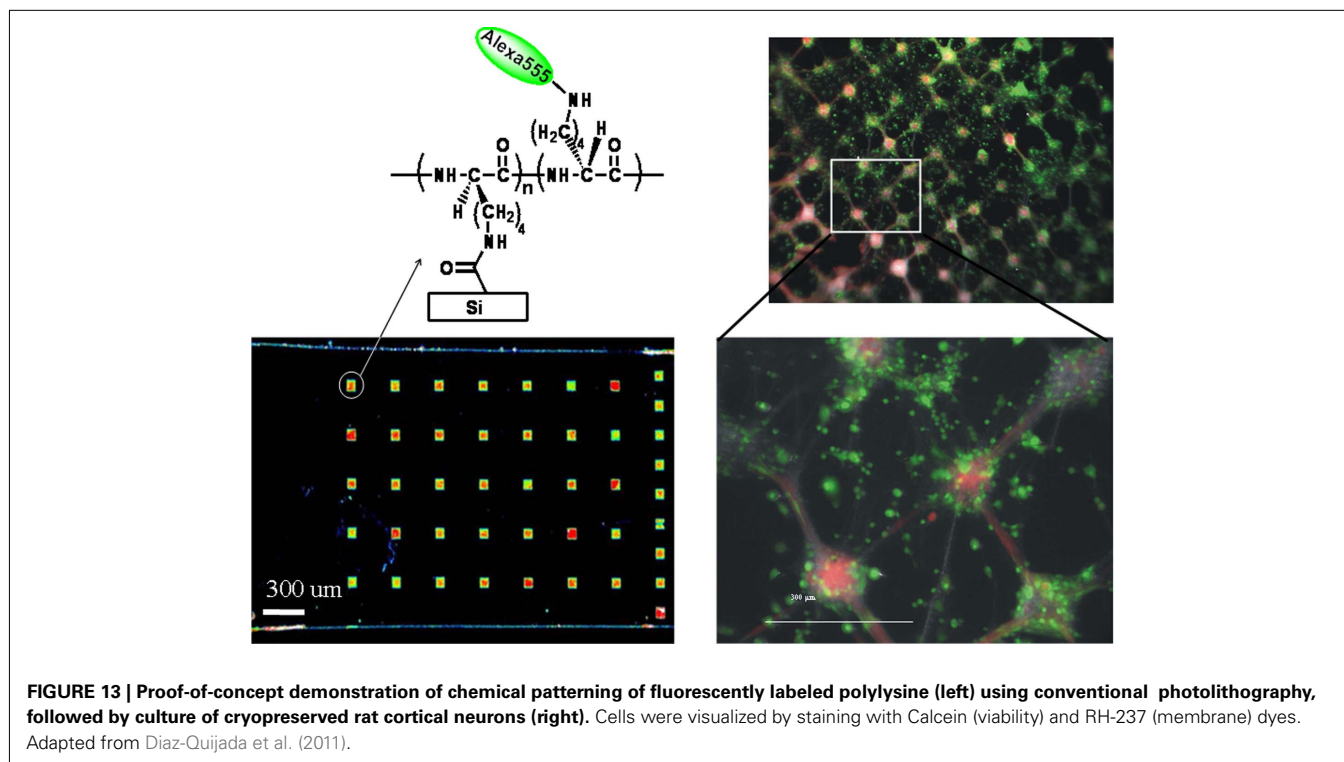 Alexa555
NH
(H₂C)₄ H
O O
—(NH—C—C)n(NH—C—C)—
H (CH₂)₄
NH
O
Si
300 um
300 µm
FIGURE 13 | Proof-of-concept demonstration of chemical patterning of fluorescently labeled polylysine (left) using conventional photolithography,
followed by culture of cryopreserved rat cortical neurons (right). Cells were visualized by staining with Calcein (viability) and RH-237 (membrane) dyes.
Adapted from Diaz-Quijada et al. (2011).